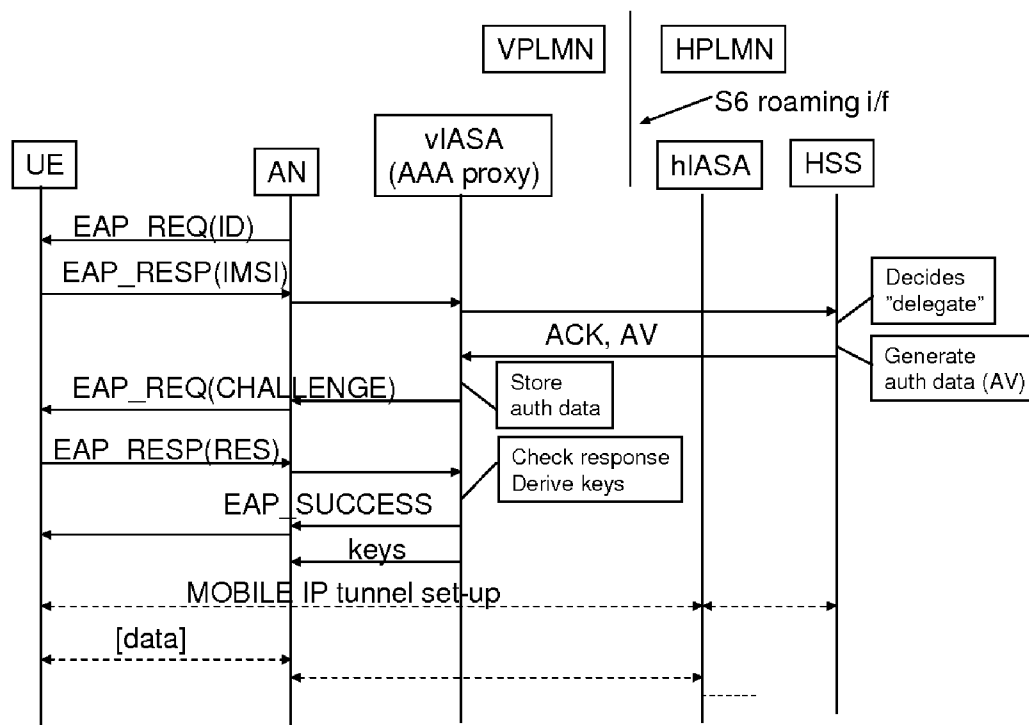 VPLMN
HPLMN
S6 roaming i/f
UE
AN
vIASA
(AAA proxy)
hIASA
HSS
EAP_REQ(ID)
EAP_RESP(IMSI)
Decides
"delegate"
ACK, AV
Generate
auth data (AV)
EAP_REQ(CHALLENGE)
Store
auth data
EAP_RESP(RES)
Check response
Derive keys
EAP_SUCCESS
keys
MOBILE IP tunnel set-up
[data]